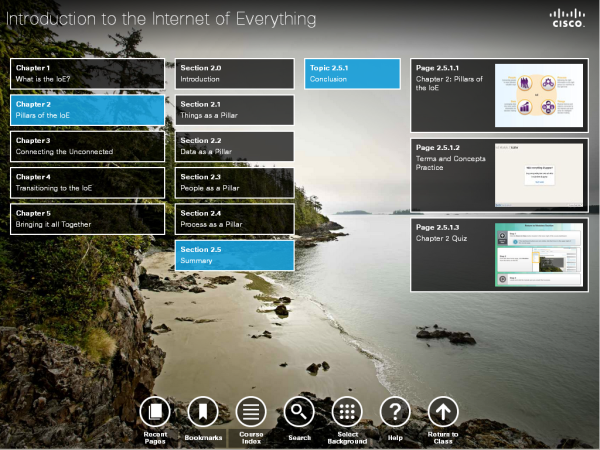 Introduction to the Internet of Everything
CISCO
Chapter 1
What is the IoE?
Chapter 2
Pillars of the IoE
Chapter 3
Connecting the Unconnected
Chapter 4
Transitioning to the IoE
Chapter 5
Bringing it all Together
Section 2.0
Introduction
Section 2.1
Things as a Pillar
Section 2.2
Data as a Pillar
Section 2.3
People as a Pillar
Section 2.4
Process as a Pillar
Section 2.5
Summary
Topic 2.5.1
Conclusion
Page 2.5.1.1
Chapter 2: Pillars of
the IoE
Page 2.5.1.2
Terms and Concepts
Practice
Page 2.5.1.3
Chapter 2 Quiz
Recent
Pages
Bookmarks
Course
Index
Search
Select
Background
?
Help
Return to
Class